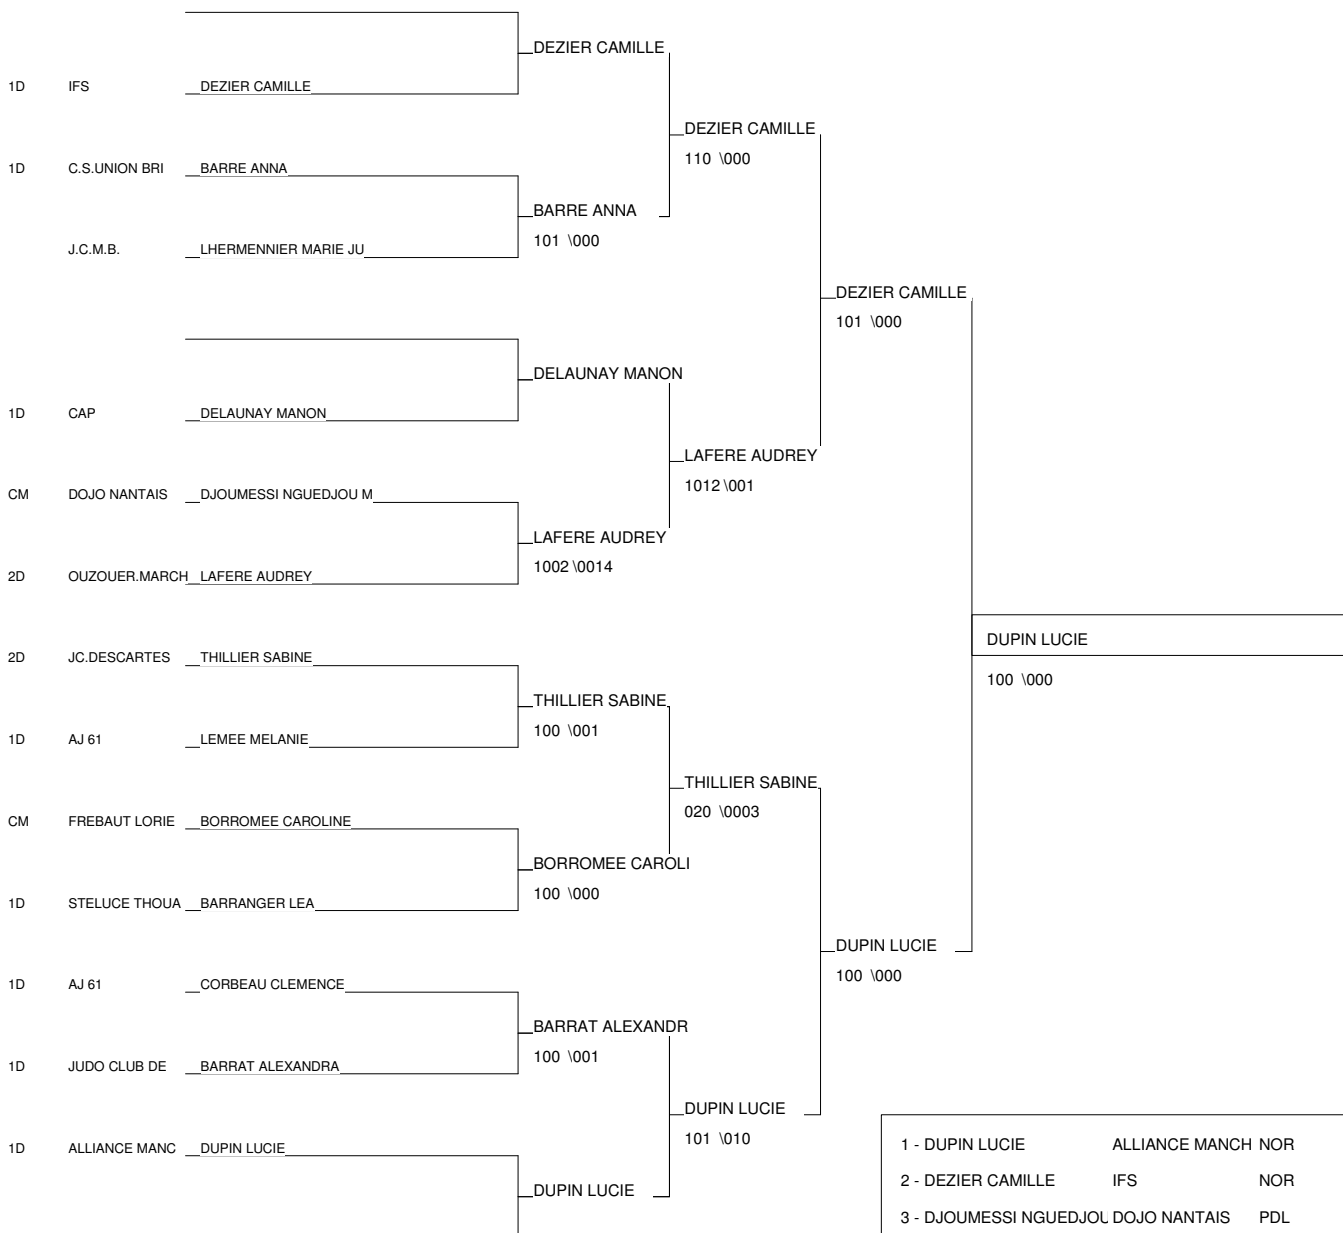 DEZIER CAMILLE
1D IFS DEZIER CAMILLE
DEZIER CAMILLE
110 \000
1D C.S.UNION BRI BARRE ANNA
BARRE ANNA
101 \000
J.C.M.B. LHERMENNIER MARIE JU
DEZIER CAMILLE
101 \000
DELAUNAY MANON
1D CAP DELAUNAY MANON
LAFERE AUDREY
1012 \001
CM DOJO NANTAIS DJOUMESSI NGUEDJOU M
LAFERE AUDREY
1002 \0014
2D OUZOUER.MARCH LAFERE AUDREY
DUPIN LUCIE
100 \000
2D JC.DESCARTES THILLIER SABINE
THILLIER SABINE
100 \001
1D AJ 61 LEMEE MELANIE
THILLIER SABINE
020 \0003
CM FREBAUT LORIE BORROMEE CAROLINE
BORROMEE CAROLI
100 \000
1D STELUCE THOUA BARRANGER LEA
DUPIN LUCIE
100 \000
1D AJ 61 CORBEAU CLEMENCE
BARRAT ALEXANDR
100 \001
1D JUDO CLUB DE BARRAT ALEXANDRA
DUPIN LUCIE
101 \010
1D ALLIANCE MANC DUPIN LUCIE
DUPIN LUCIE
1 - DUPIN LUCIE ALLIANCE MANCH NOR
2 - DEZIER CAMILLE IFS NOR
3 - DJOUMESSI NGUEDJOU DOJO NANTAIS PDL